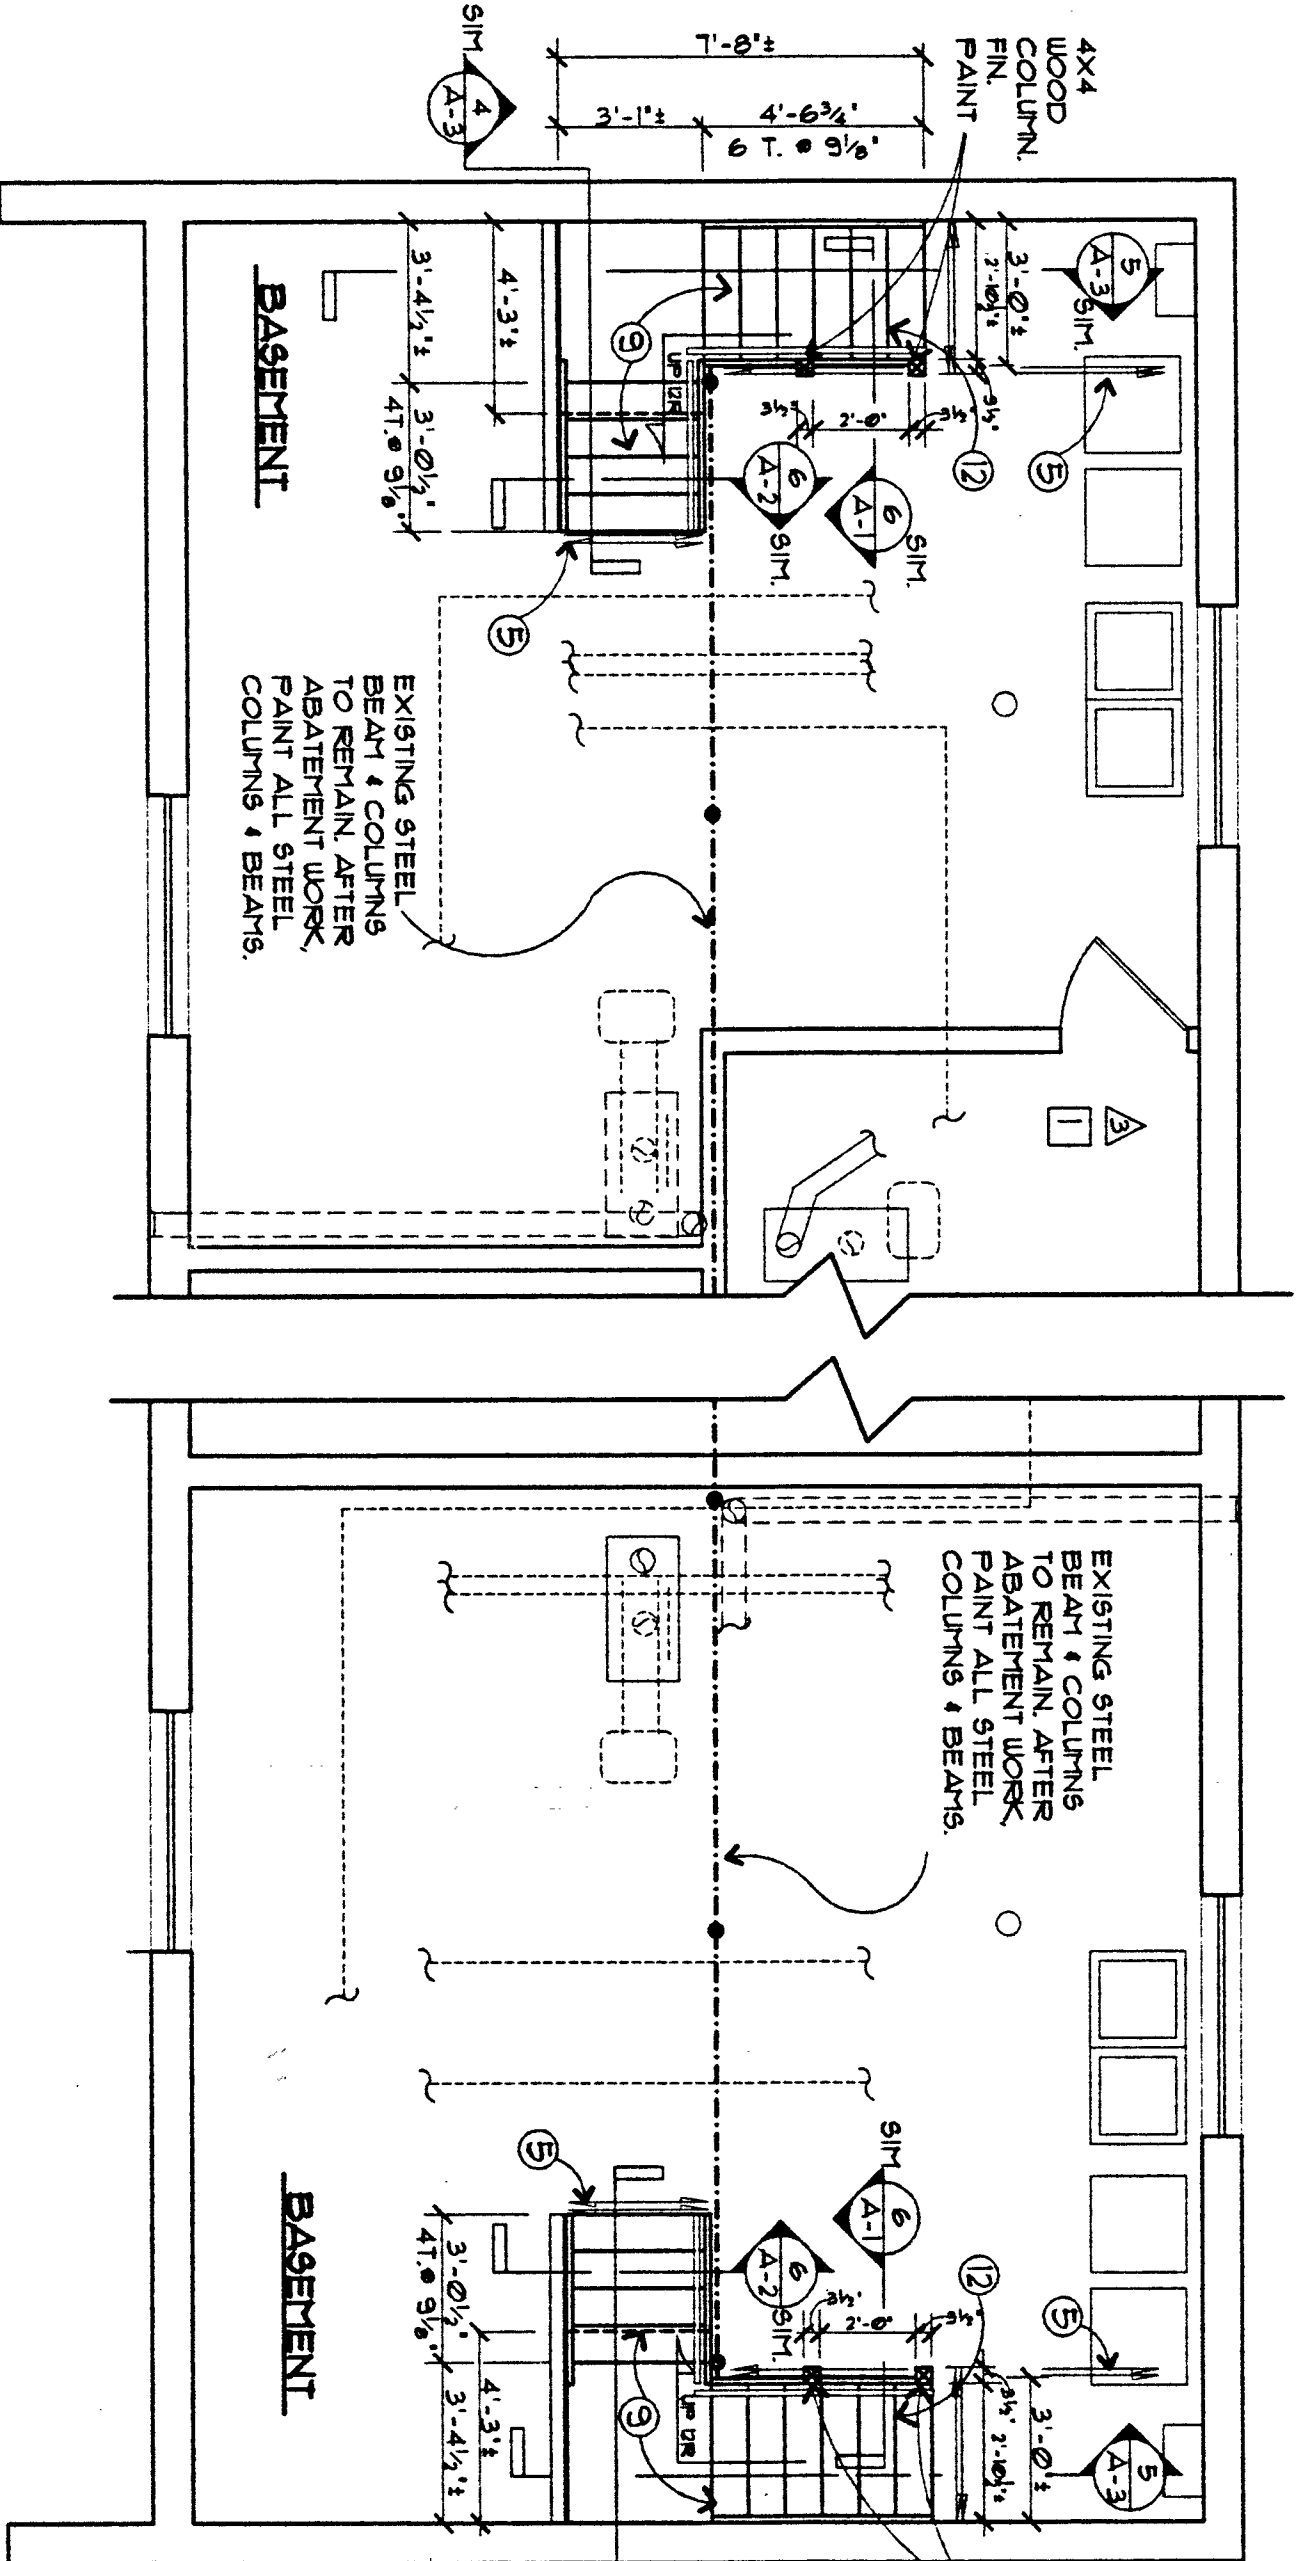 4X4
WOOD
COLUMN.
FIN.
PAINT
7'-8"±
3'-1"±
4'-6¾"
6 T. @ 9⅛"
SIM.
4
A-3
5
A-3
SIM.
3'-0"±
2'-10½"±
3½"
3½"
2'-0"
3½"
12
5
9
UP 12R
4'-3"±
3'-4½"±
3'-0½"
4T. @ 9⅛"
BASEMENT
6
A-2
SIM.
6
A-1
SIM.
5
EXISTING STEEL
BEAM & COLUMNS
TO REMAIN. AFTER
ABATEMENT WORK,
PAINT ALL STEEL
COLUMNS & BEAMS.
3
1
EXISTING STEEL
BEAM & COLUMNS
TO REMAIN. AFTER
ABATEMENT WORK,
PAINT ALL STEEL
COLUMNS & BEAMS.
SIM.
6
A-1
6
A-2
SIM.
12
5
5
3½"
2'-0"
3½"
3½"
2'-10½"±
3'-0"±
5
A-3
9
UP 12R
3'-0½"
4T. @ 9⅛"
4'-3"±
3'-4½"±
BASEMENT